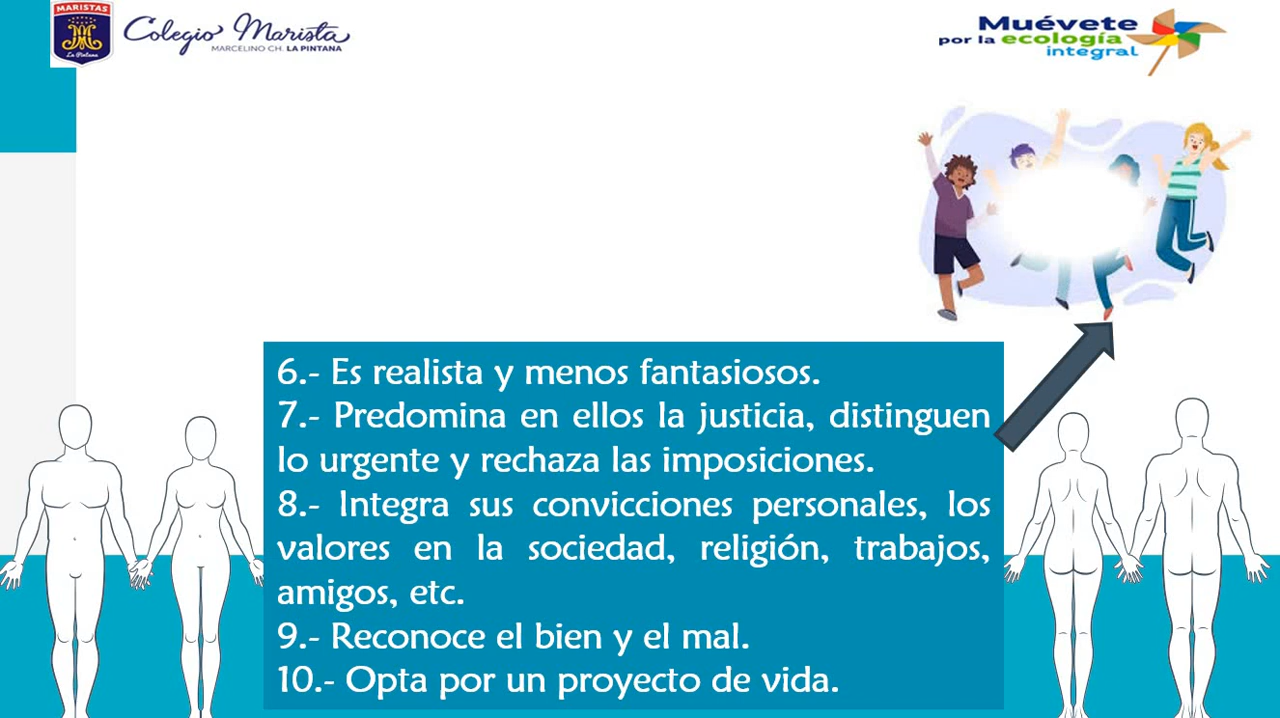 MARISTAS
La Pintana
Colegio Marista
MARCELINO CH. LA PINTANA
Muévete
por la ecología
integral
6.- Es realista y menos fantasiosos.
7.- Predomina en ellos la justicia, distinguen
lo urgente y rechaza las imposiciones.
8.- Integra sus convicciones personales, los
valores en la sociedad, religión, trabajos,
amigos, etc.
9.- Reconoce el bien y el mal.
10.- Opta por un proyecto de vida.